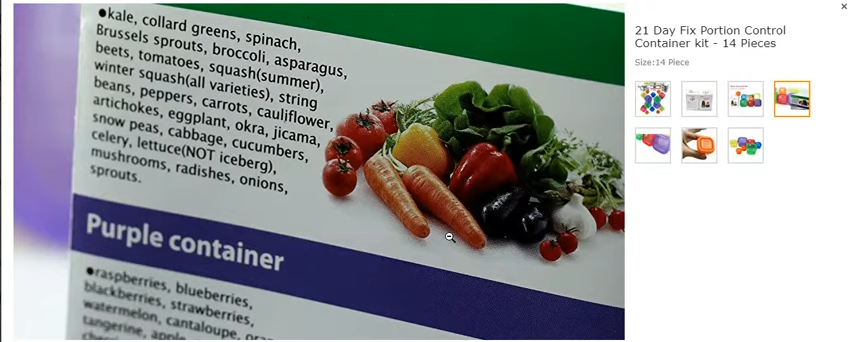 ●kale, collard greens, spinach,
Brussels sprouts, broccoli, asparagus,
beets, tomatoes, squash(summer),
winter squash(all varieties), string
beans, peppers, carrots, cauliflower,
artichokes, eggplant, okra, jicama,
snow peas, cabbage, cucumbers,
celery, lettuce(NOT iceberg),
mushrooms, radishes, onions,
sprouts.
Purple container
●raspberries, blueberries,
blackberries, strawberries,
watermelon, cantaloupe,
tangerine,
21 Day Fix Portion Control
Container kit - 14 Pieces
Size:14 Piece